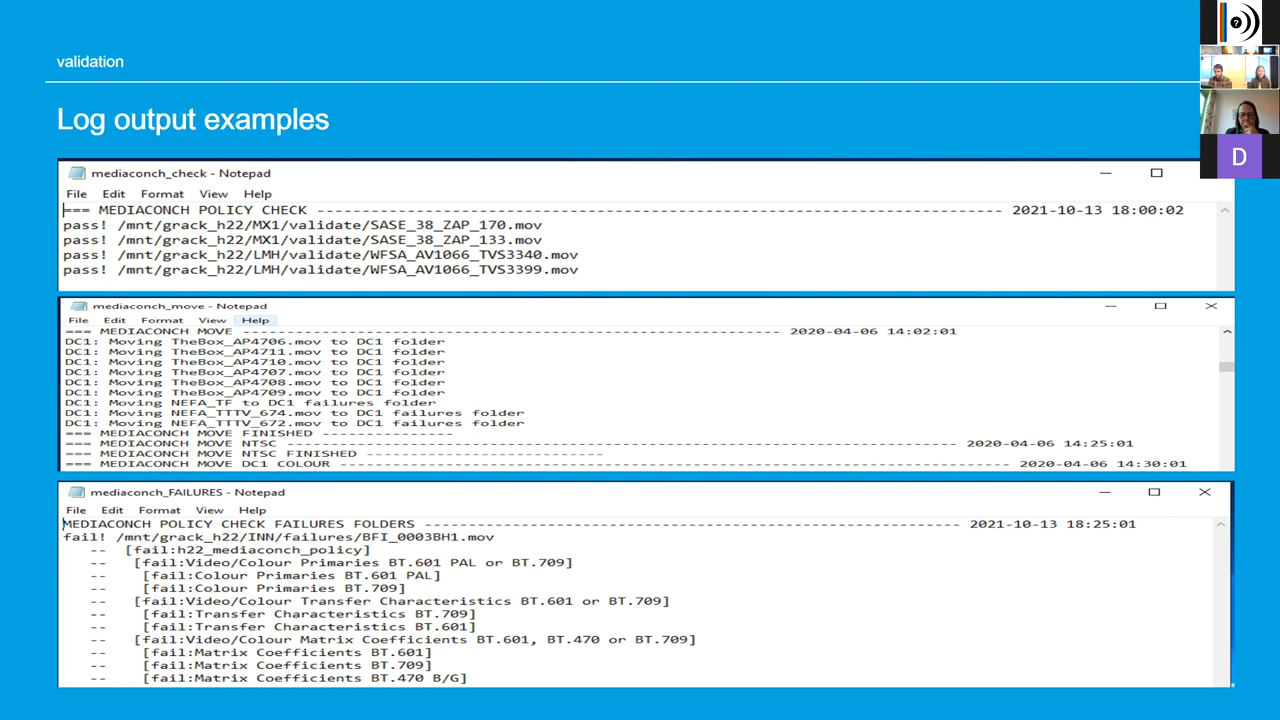 validation
Log output examples
mediaconch_check - Notepad
File Edit Format View Help
=== MEDIACONCH POLICY CHECK ---------------------------------------------------------------------------- 2021-10-13 18:00:02
pass! /mnt/grack_h22/MX1/validate/SASE_38_ZAP_170.mov
pass! /mnt/grack_h22/MX1/validate/SASE_38_ZAP_133.mov
pass! /mnt/grack_h22/LMH/validate/WFSA_AV1066_TVS3340.mov
pass! /mnt/grack_h22/LMH/validate/WFSA_AV1066_TVS3399.mov
mediaconch_move - Notepad
File Edit Format View Help
=== MEDIACONCH MOVE ------------------------------------------------------------- 2020-04-06 14:02:01
DC1: Moving TheBox_AP4706.mov to DC1 folder
DC1: Moving TheBox_AP4711.mov to DC1 folder
DC1: Moving TheBox_AP4710.mov to DC1 folder
DC1: Moving TheBox_AP4707.mov to DC1 folder
DC1: Moving TheBox_AP4708.mov to DC1 folder
DC1: Moving TheBox_AP4709.mov to DC1 folder
DC1: Moving NEFA_TF to DC1 failures folder
DC1: Moving NEFA_TTTV_674.mov to DC1 failures folder
DC1: Moving NEFA_TTTV_672.mov to DC1 failures folder
=== MEDIACONCH MOVE FINISHED ---------------
=== MEDIACONCH MOVE NTSC ---------------------------------------------------------------------------- 2020-04-06 14:25:01
=== MEDIACONCH MOVE NTSC FINISHED ---------------------------
=== MEDIACONCH MOVE DC1 COLOUR ----------------------------------------------------------------------------- 2020-04-06 14:30:01
mediaconch_FAILURES - Notepad
File Edit Format View Help
MEDIACONCH POLICY CHECK FAILURES FOLDERS ------------------------------------------------------------ 2021-10-13 18:25:01
fail! /mnt/grack_h22/INN/failures/BFI_0003BH1.mov
-- [fail:h22_mediaconch_policy]
-- [fail:Video/Colour Primaries BT.601 PAL or BT.709]
-- [fail:Colour Primaries BT.601 PAL]
-- [fail:Colour Primaries BT.709]
-- [fail:Video/Colour Transfer Characteristics BT.601 or BT.709]
-- [fail:Transfer Characteristics BT.709]
-- [fail:Transfer Characteristics BT.601]
-- [fail:Video/Colour Matrix Coefficients BT.601, BT.470 or BT.709]
-- [fail:Matrix Coefficients BT.601]
-- [fail:Matrix Coefficients BT.709]
-- [fail:Matrix Coefficients BT.470 B/G]
?
D